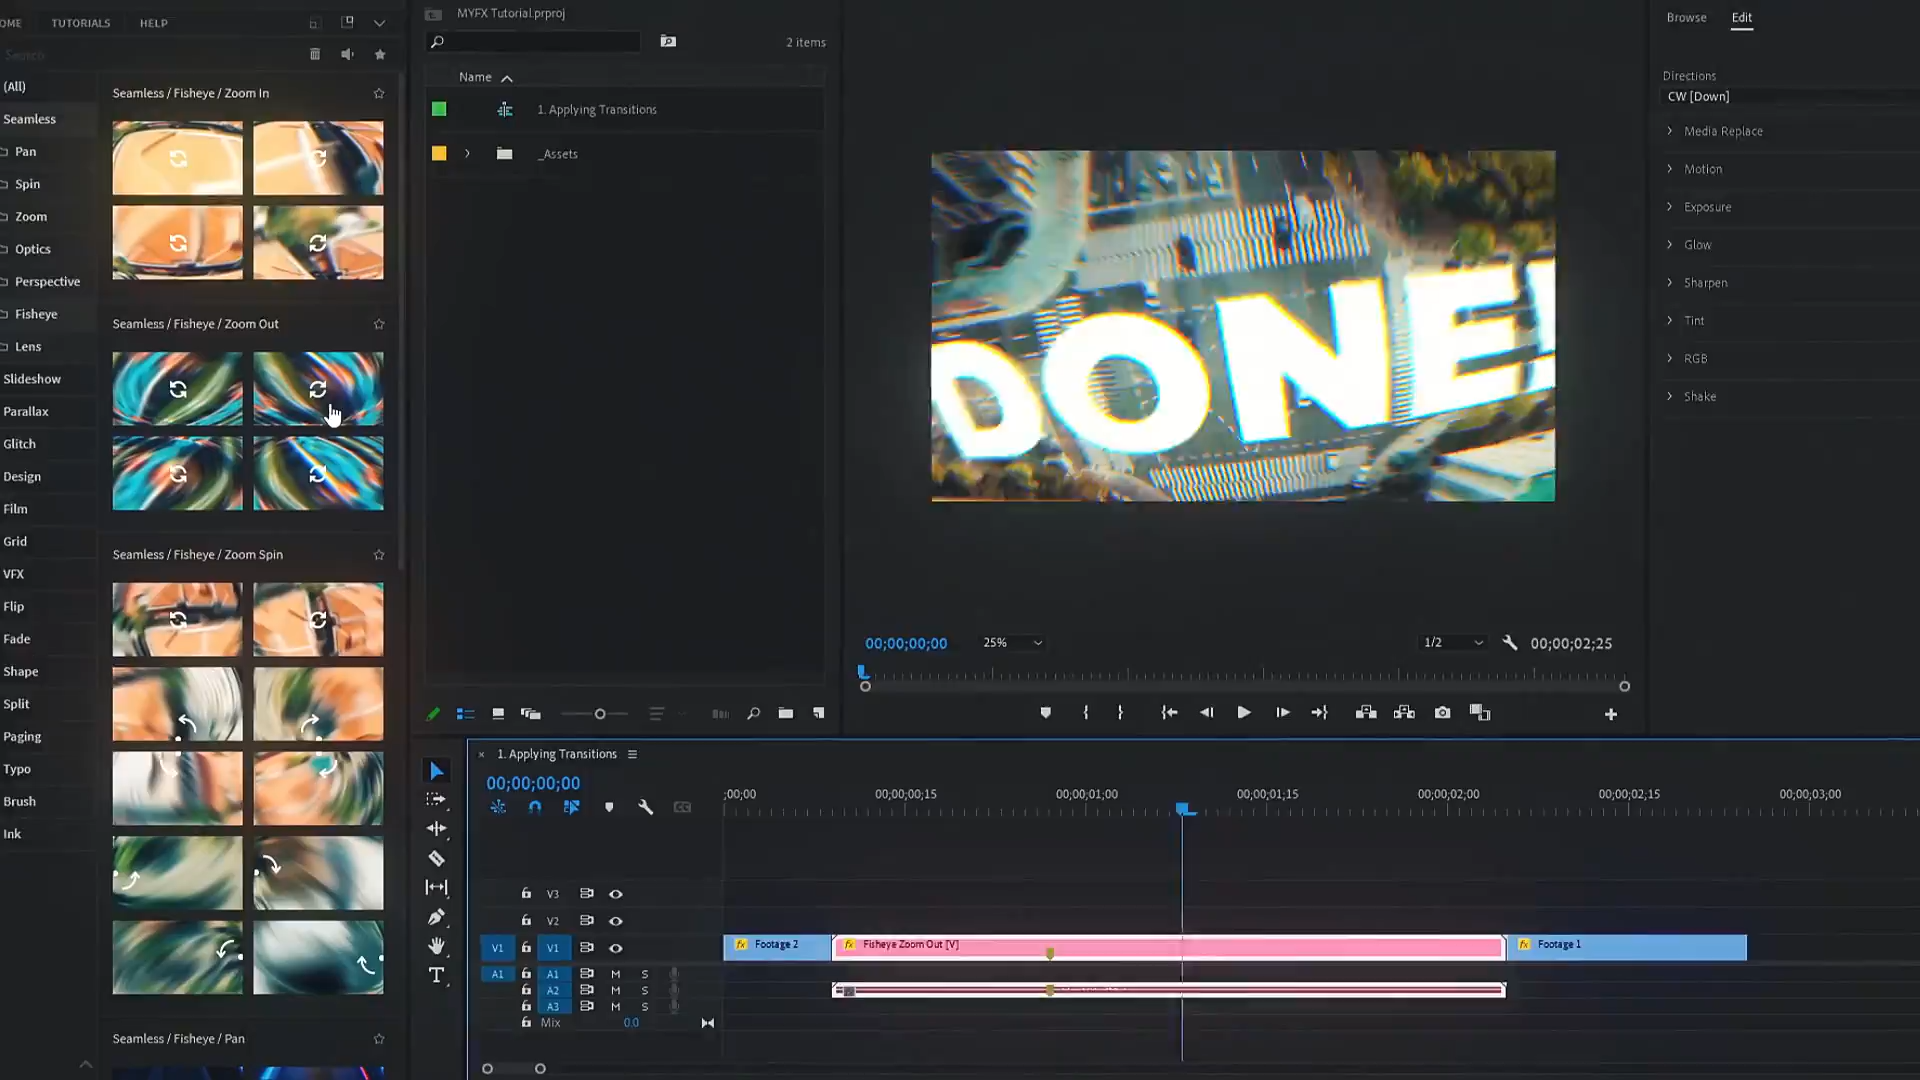 OME TUTORIALS HELP
Search
(All)
Seamless
Pan
Spin
Zoom
Optics
Perspective
Fisheye
Lens
Slideshow
Parallax
Glitch
Design
Film
Grid
VFX
Flip
Fade
Shape
Split
Paging
Typo
Brush
Ink
Seamless / Fisheye / Zoom In
Seamless / Fisheye / Zoom Out
Seamless / Fisheye / Zoom Spin
Seamless / Fisheye / Pan
MYFX Tutorial.prproj
2 items
Name
1. Applying Transitions
_Assets
DONE!
00;00;00;00 25% 1/2 00;00;02;25
Browse Edit
Directions
CW [Down]
Media Replace
Motion
Exposure
Glow
Sharpen
Tint
RGB
Shake
1. Applying Transitions
00;00;00;00
;00;00 00;00;00;15 00;00;01;00 00;00;01;15 00;00;02;00 00;00;02;15 00;00;03;00
V3
V2
V1 V1 fx Footage 2 fx Fisheye Zoom Out [V] fx Footage 1
A1 A1 M S
A2 M S
A3 M S
Mix 0.0